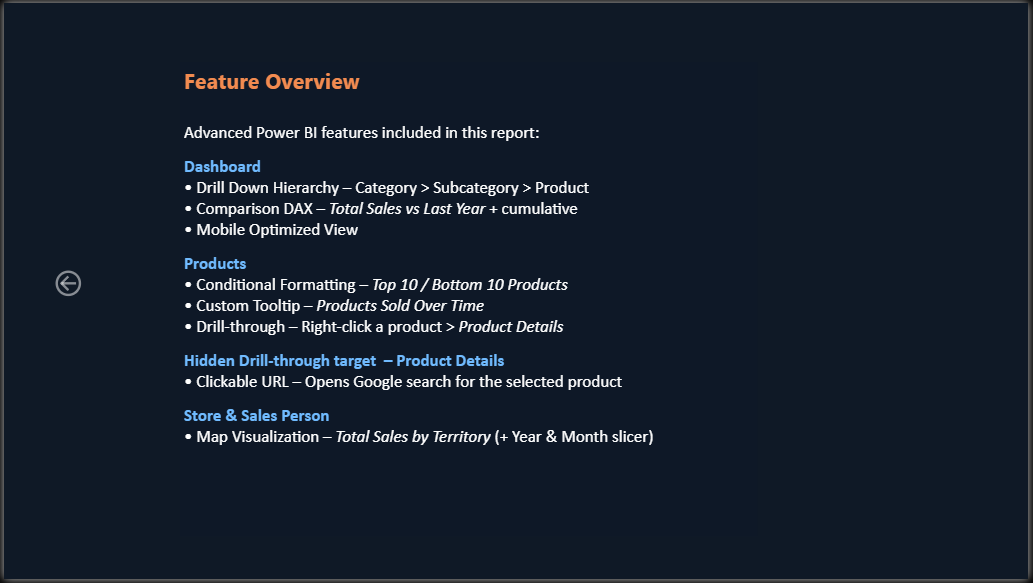 Feature Overview
Advanced Power BI features included in this report:
Dashboard
• Drill Down Hierarchy – Category > Subcategory > Product
• Comparison DAX – Total Sales vs Last Year + cumulative
• Mobile Optimized View
Products
• Conditional Formatting – Top 10 / Bottom 10 Products
• Custom Tooltip – Products Sold Over Time
• Drill-through – Right-click a product > Product Details
Hidden Drill-through target  – Product Details
• Clickable URL – Opens Google search for the selected product
Store & Sales Person
• Map Visualization – Total Sales by Territory (+ Year & Month slicer)